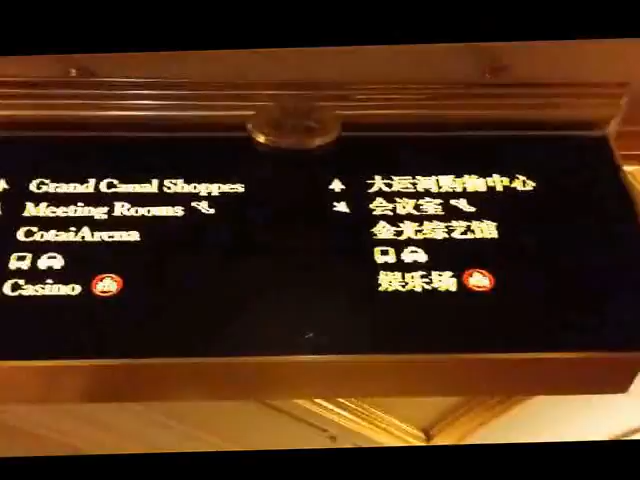 Grand Canal Shoppes
Meeting Rooms
CotaiArena
Casino
大运河购物中心
会议室
金光综艺馆
娱乐场